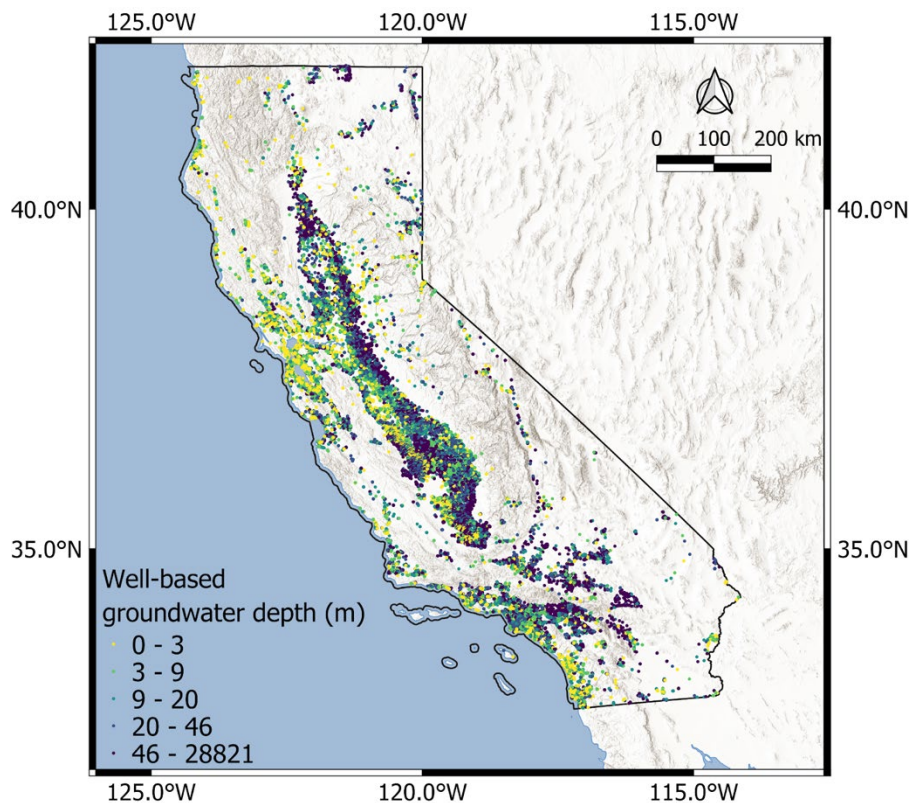 125.0°W 120.0°W 115.0°W
0 100 200 km
40.0°N 40.0°N
35.0°N 35.0°N
Well-based
groundwater depth (m)
0 - 3
3 - 9
9 - 20
20 - 46
46 - 28821
125.0°W 120.0°W 115.0°W